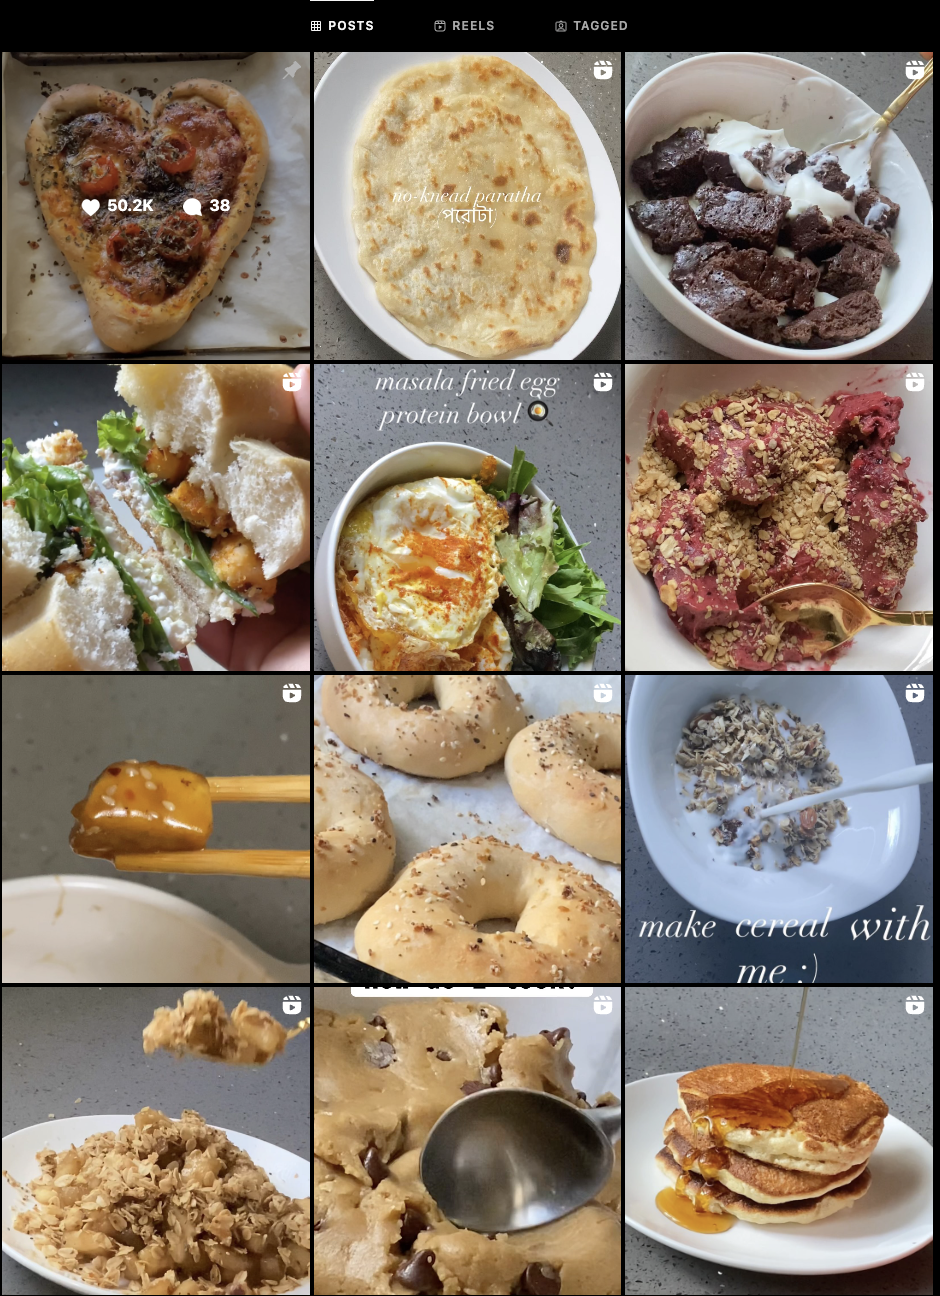 POSTS REELS TAGGED
50.2K 38
no-knead paratha
(পরোটা)
masala fried egg
protein bowl 🍳
make cereal with
me :)